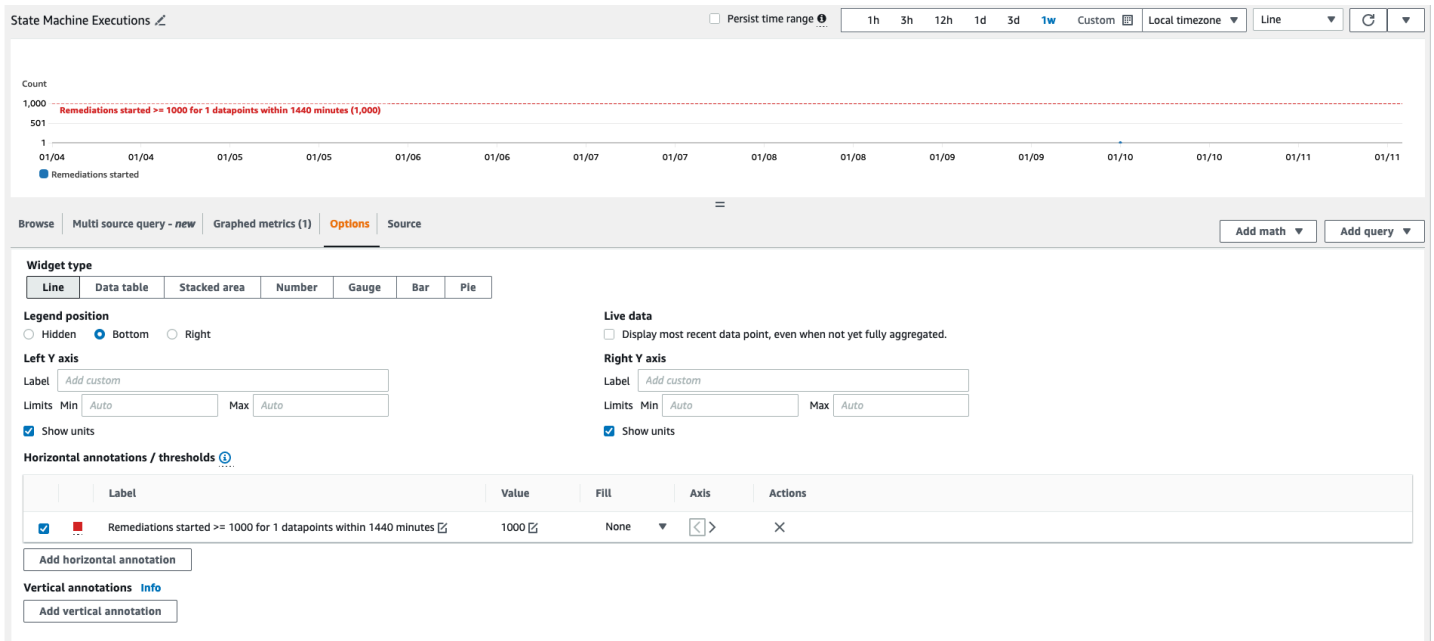 State Machine Executions
Persist time range 1h 3h 12h 1d 3d 1w Custom Local timezone Line
Count
1,000
Remediations started >= 1000 for 1 datapoints within 1440 minutes (1,000)
501
1
01/04 01/04 01/05 01/05 01/06 01/06 01/07 01/07 01/08 01/08 01/09 01/09 01/10 01/10 01/11 01/11
Remediations started
Browse Multi source query - new Graphed metrics (1) Options Source
Add math Add query
Widget type
Line Data table Stacked area Number Gauge Bar Pie
Legend position Live data
Hidden Bottom Right Display most recent data point, even when not yet fully aggregated.
Left Y axis Right Y axis
Label Add custom Label Add custom
Limits Min Auto Max Auto Limits Min Auto Max Auto
Show units Show units
Horizontal annotations / thresholds
Label Value Fill Axis Actions
Remediations started >= 1000 for 1 datapoints within 1440 minutes 1000 None
Add horizontal annotation
Vertical annotations Info
Add vertical annotation